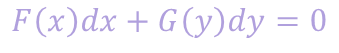 F(x)dx + G(y)dy = 0